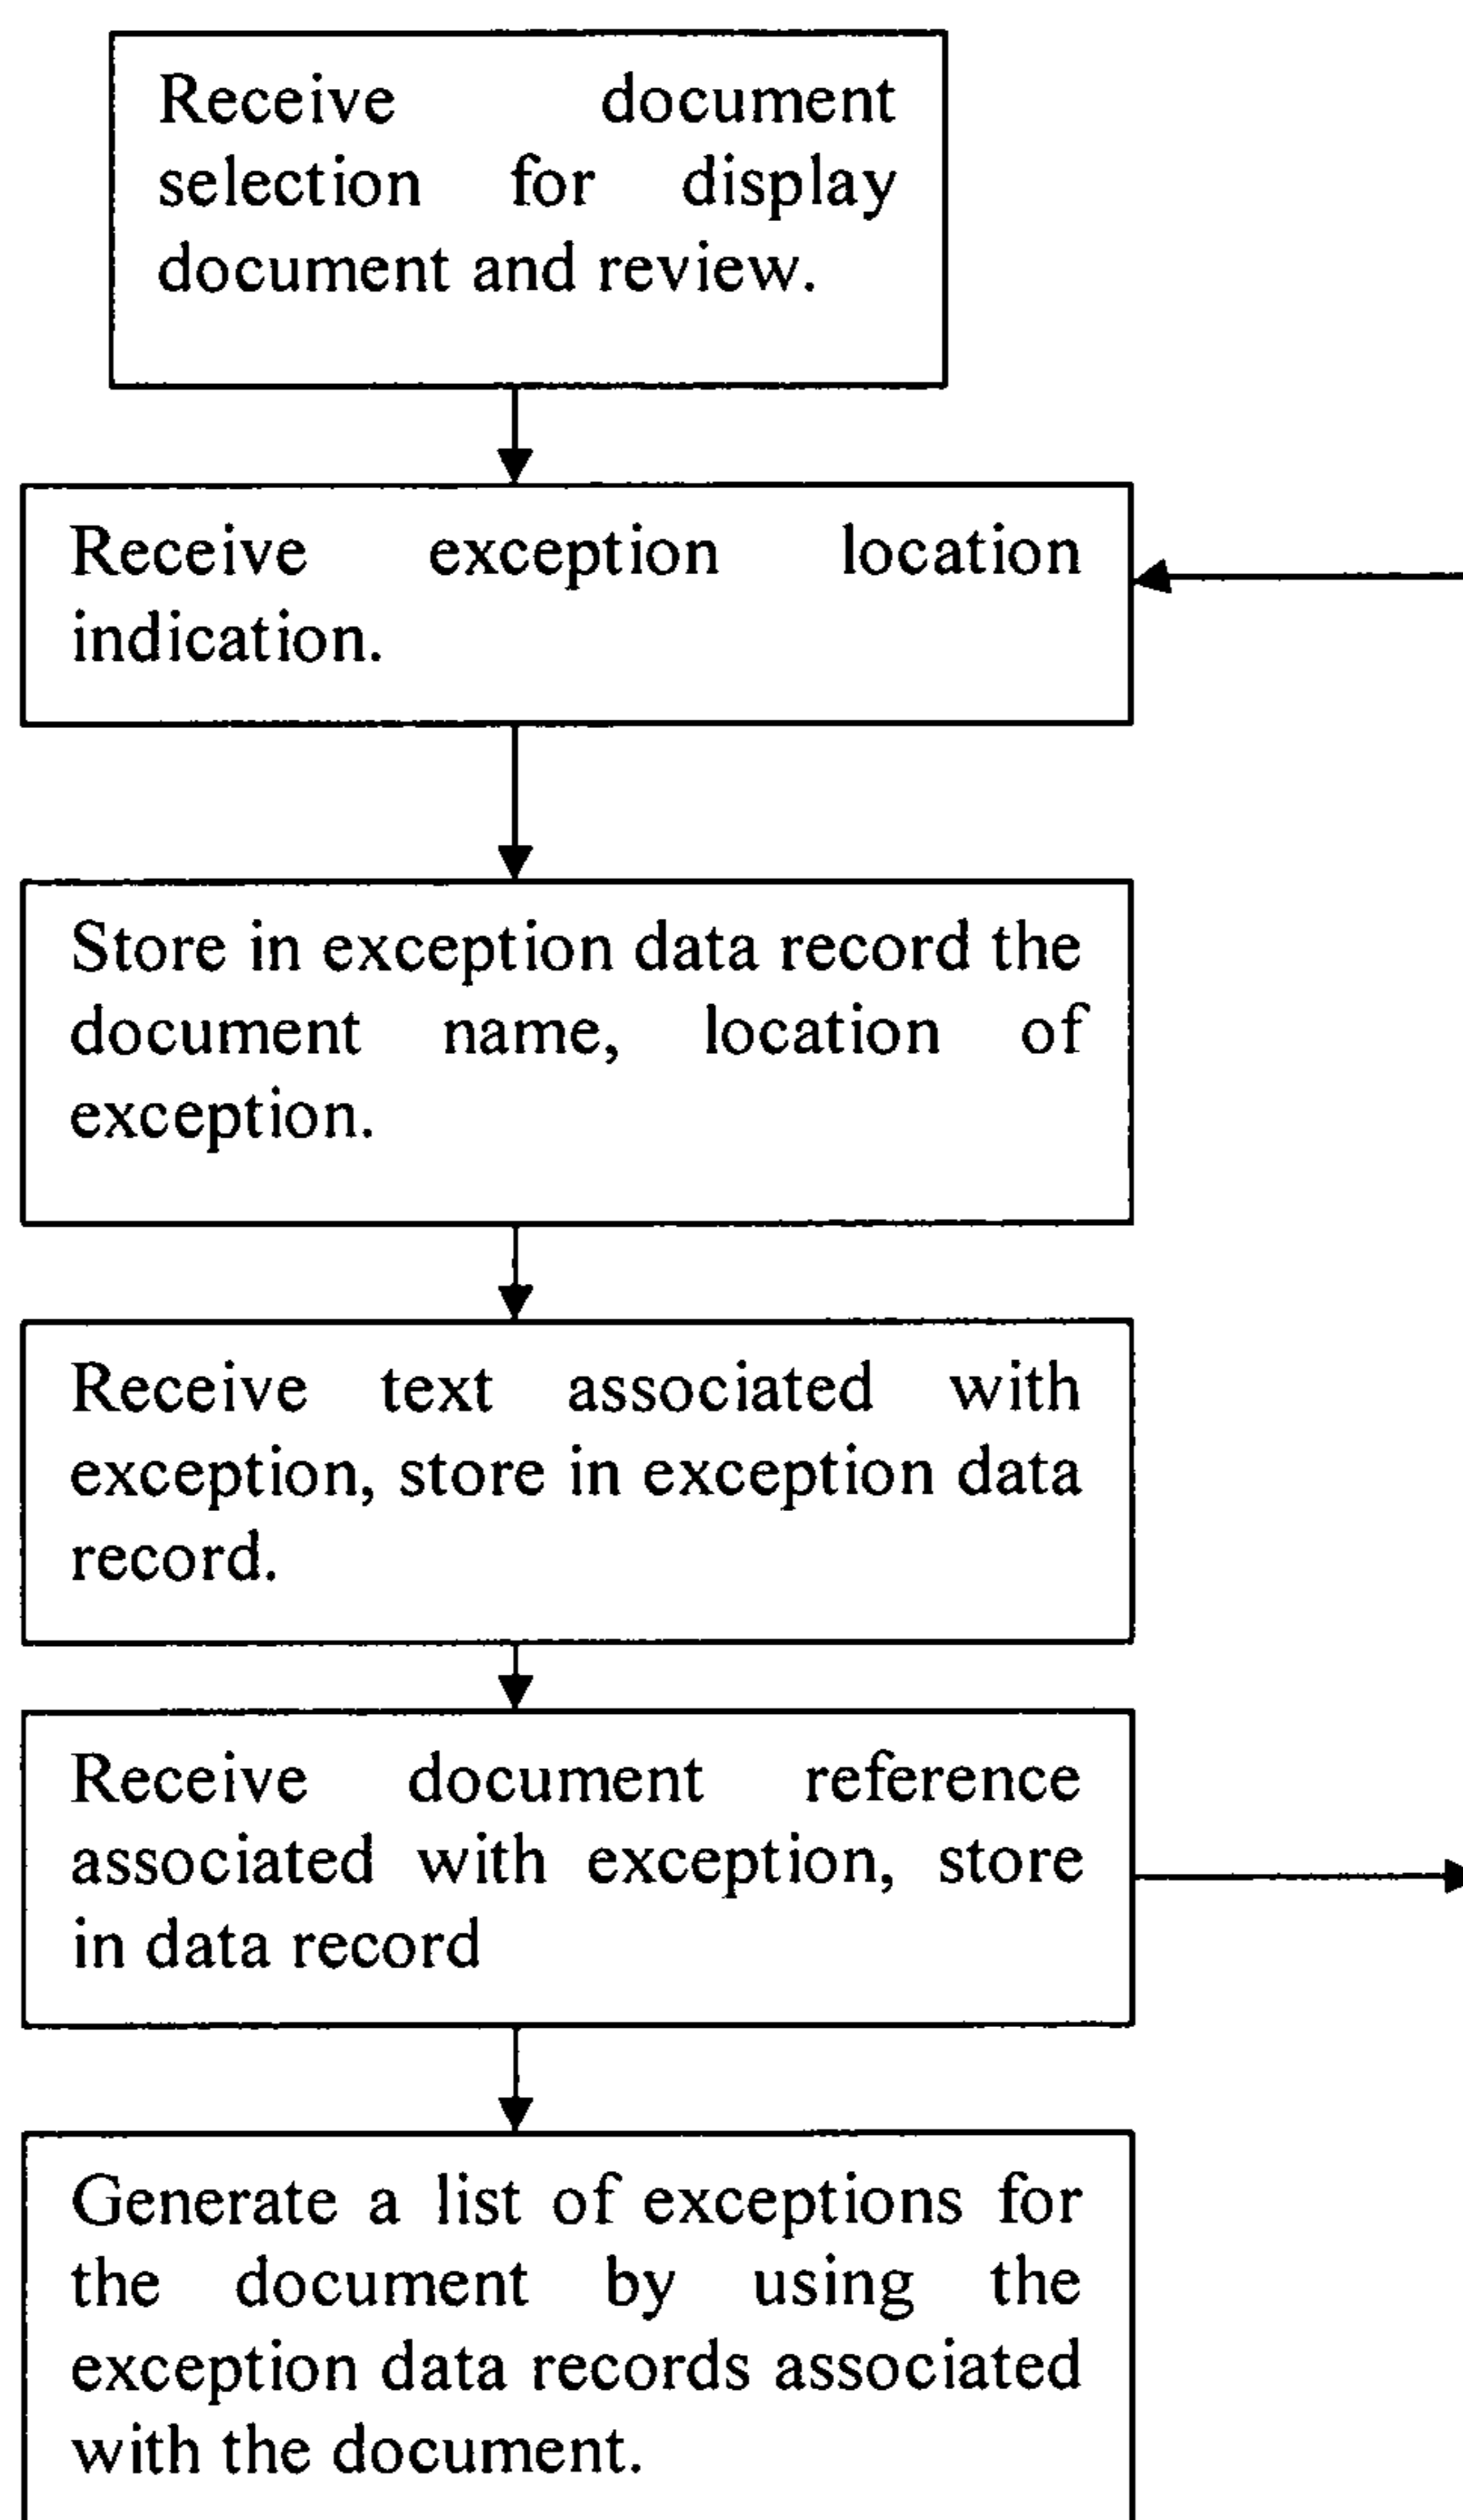 Receive document
selection for display
document and review.
Receive exception location
indication.
Store in exception data record the
document name, location of
exception.
Receive text associated with
exception, store in exception data
record.
Receive document reference
associated with exception, store
in data record
Generate a list of exceptions for
the document by using the
exception data records associated
with the document.